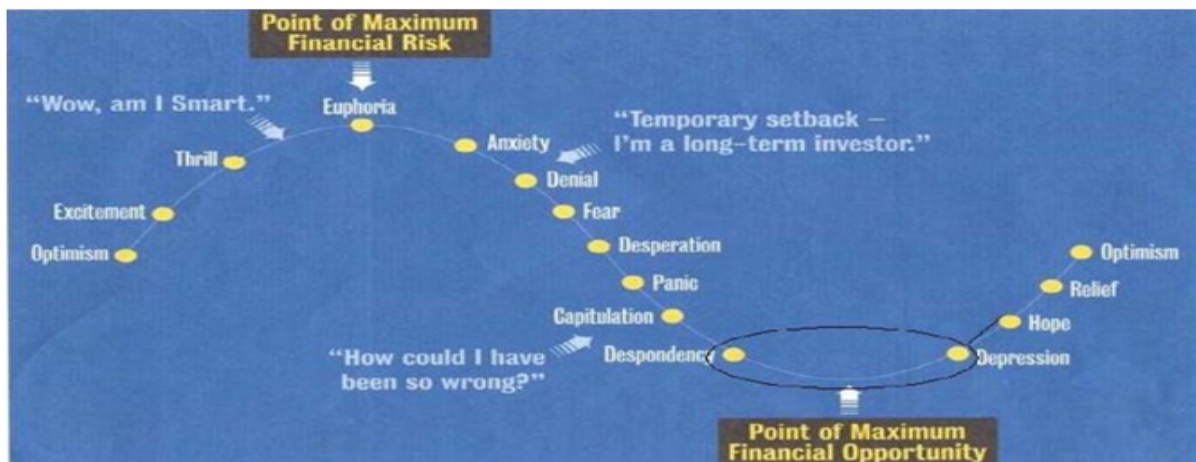 Point of Maximum
Financial Risk
“Wow, am I Smart.”
Euphoria
Thrill
Excitement
Optimism
Anxiety
“Temporary setback –
I’m a long–term investor.”
Denial
Fear
Desperation
Panic
Capitulation
“How could I have
been so wrong?”
Despondency
Depression
Hope
Relief
Optimism
Point of Maximum
Financial Opportunity